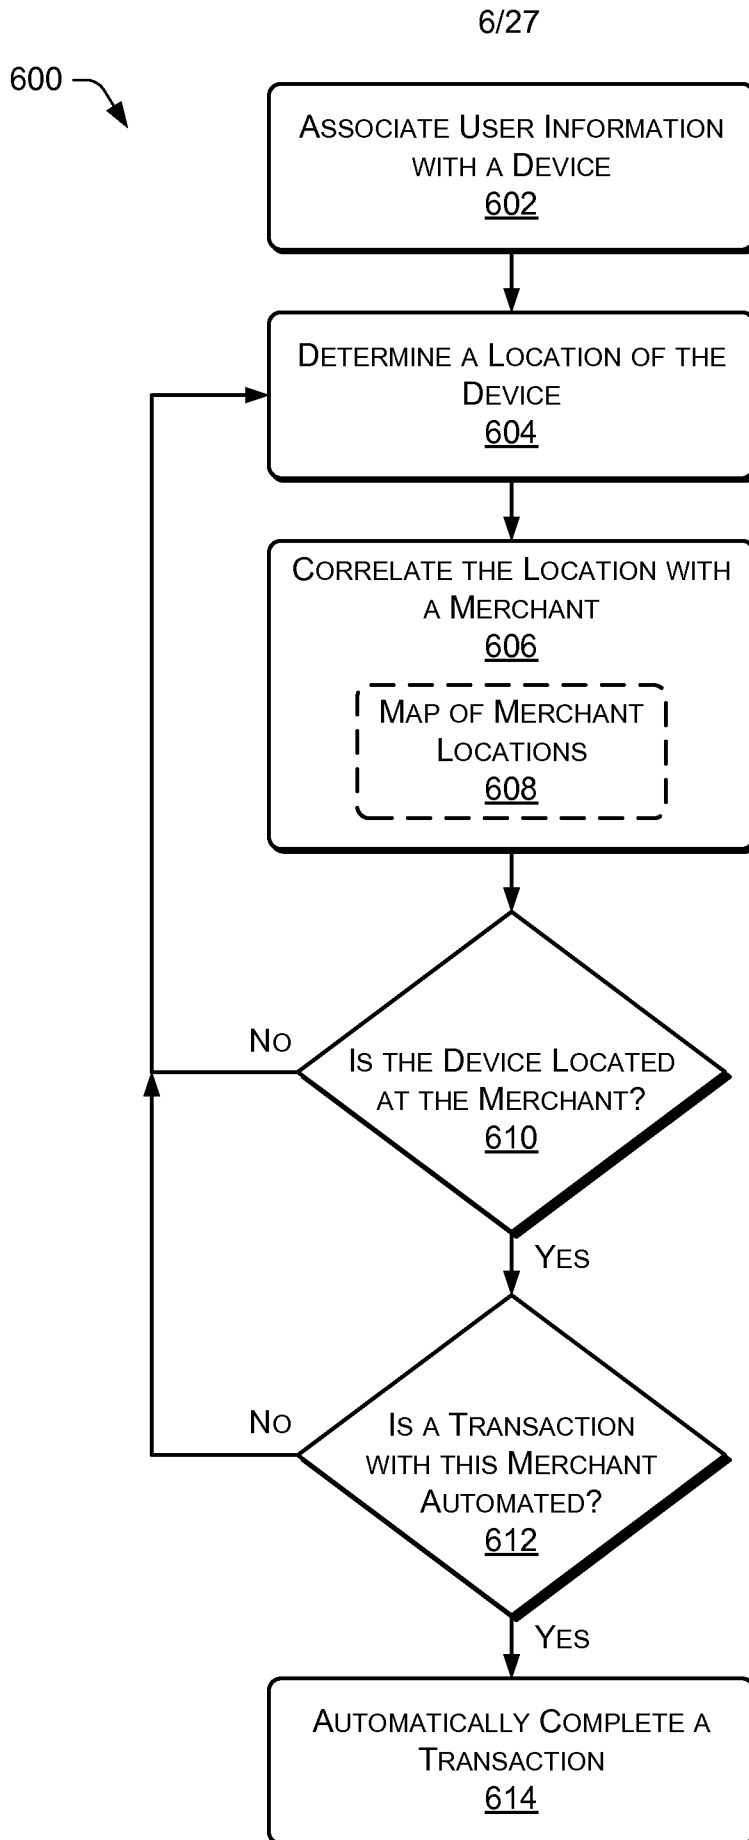 6/27
600
ASSOCIATE USER INFORMATION
WITH A DEVICE
602
DETERMINE A LOCATION OF THE
DEVICE
604
CORRELATE THE LOCATION WITH
A MERCHANT
606
MAP OF MERCHANT
LOCATIONS
608
NO
IS THE DEVICE LOCATED
AT THE MERCHANT?
610
YES
NO
IS A TRANSACTION
WITH THIS MERCHANT
AUTOMATED?
612
YES
AUTOMATICALLY COMPLETE A
TRANSACTION
614